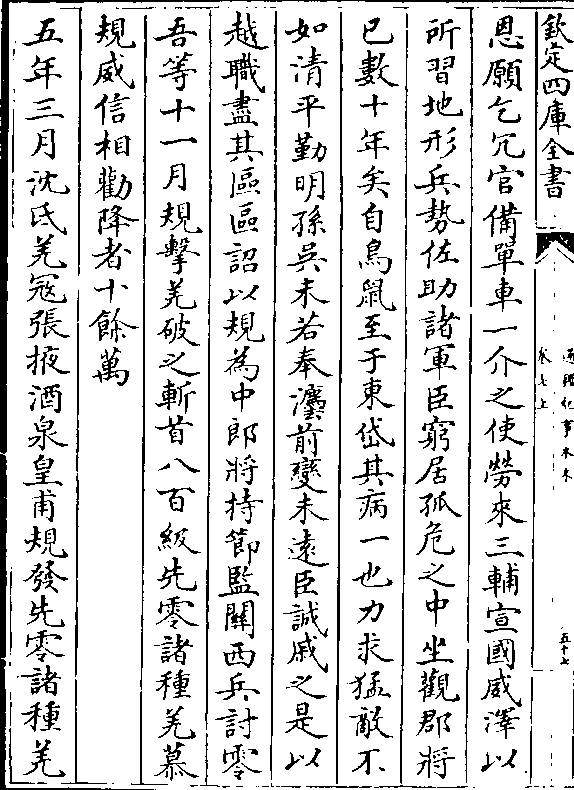 欽定四庫全書
通鑑紀事本末
卷七上
五十七
恩願乞冗官備單車一介之使勞來三輔宣國威澤以
所習地形兵勢佐助諸軍臣窮居孤危之中坐觀郡將
已數十年矣自鳥鼠至于東岱其病一也力求猛敵不
如清平勤明孫吳未若奉灋前變未遠臣誠戚之是以
越職盡其區區詔以規為中郎將持節監關西兵討零
吾等十一月規擊羌破之斬首八百級先零諸種羌慕
規威信相勸降者十餘萬
五年三月沈氐羌寇張掖酒泉皇甫規發先零諸種羌